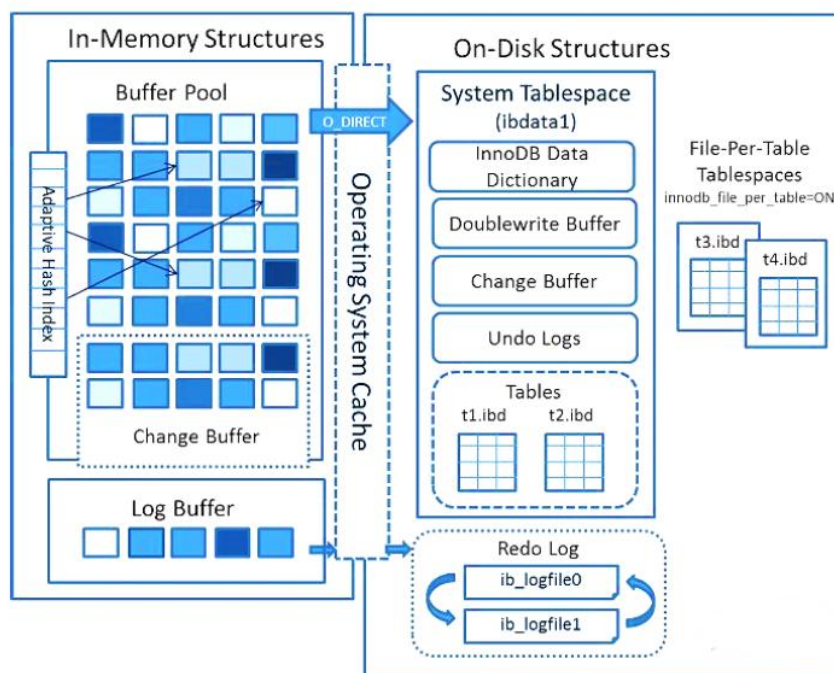 In-Memory Structures
Buffer Pool
Adaptive Hash Index
Change Buffer
Log Buffer
O_DIRECT
Operating System Cache
On-Disk Structures
System Tablespace
(ibdata1)
InnoDB Data
Dictionary
Doublewrite Buffer
Change Buffer
Undo Logs
Tables
t1.ibd
t2.ibd
File-Per-Table
Tablespaces
innodb_file_per_table=ON
t3.ibd
t4.ibd
Redo Log
ib_logfile0
ib_logfile1